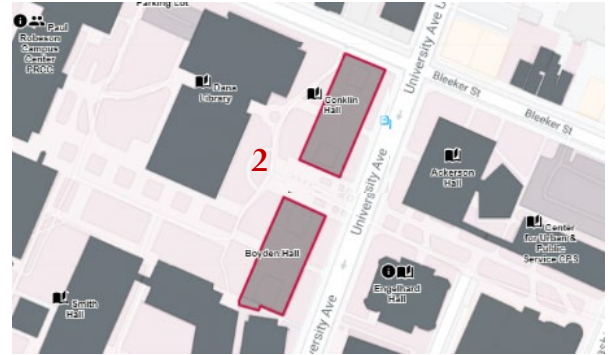 Parking Lot
Paul
Robeson
Campus
Center
PRCC
Dana
Library
Conklin
Hall
University Ave U
Bleeker St
Bleeker St
2
University Ave
Ackerson
Hall
Center
for Urban &
Public
Service CPS
Boyden Hall
Engelhard
Hall
Smith
Hall
University Ave